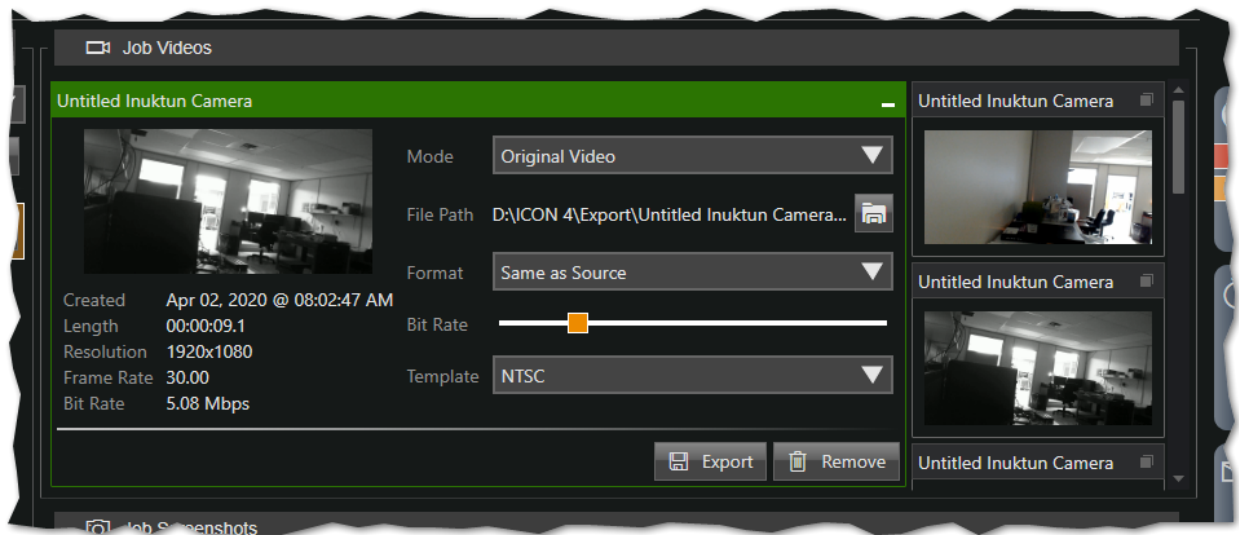 Job Videos
Untitled Inuktun Camera
Mode Original Video
File Path D:\ICON 4\Export\Untitled Inuktun Camera...
Format Same as Source
Bit Rate
Template NTSC
Created Apr 02, 2020 @ 08:02:47 AM
Length 00:00:09.1
Resolution 1920x1080
Frame Rate 30.00
Bit Rate 5.08 Mbps
Export Remove
Untitled Inuktun Camera
Untitled Inuktun Camera
Untitled Inuktun Camera
Job Screenshots